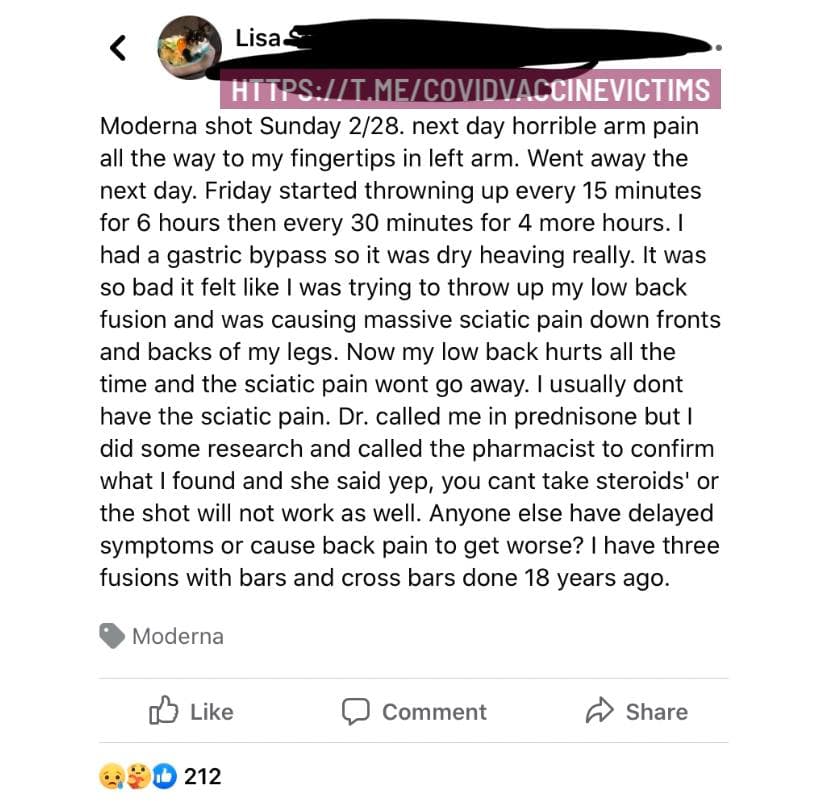 Lisa
HTTPS://T.ME/COVIDVACCINEVICTIMS
Moderna shot Sunday 2/28. next day horrible arm pain
all the way to my fingertips in left arm. Went away the
next day. Friday started throwning up every 15 minutes
for 6 hours then every 30 minutes for 4 more hours. I
had a gastric bypass so it was dry heaving really. It was
so bad it felt like I was trying to throw up my low back
fusion and was causing massive sciatic pain down fronts
and backs of my legs. Now my low back hurts all the
time and the sciatic pain wont go away. I usually dont
have the sciatic pain. Dr. called me in prednisone but I
did some research and called the pharmacist to confirm
what I found and she said yep, you cant take steroids' or
the shot will not work as well. Anyone else have delayed
symptoms or cause back pain to get worse? I have three
fusions with bars and cross bars done 18 years ago.
Moderna
Like Comment Share
212